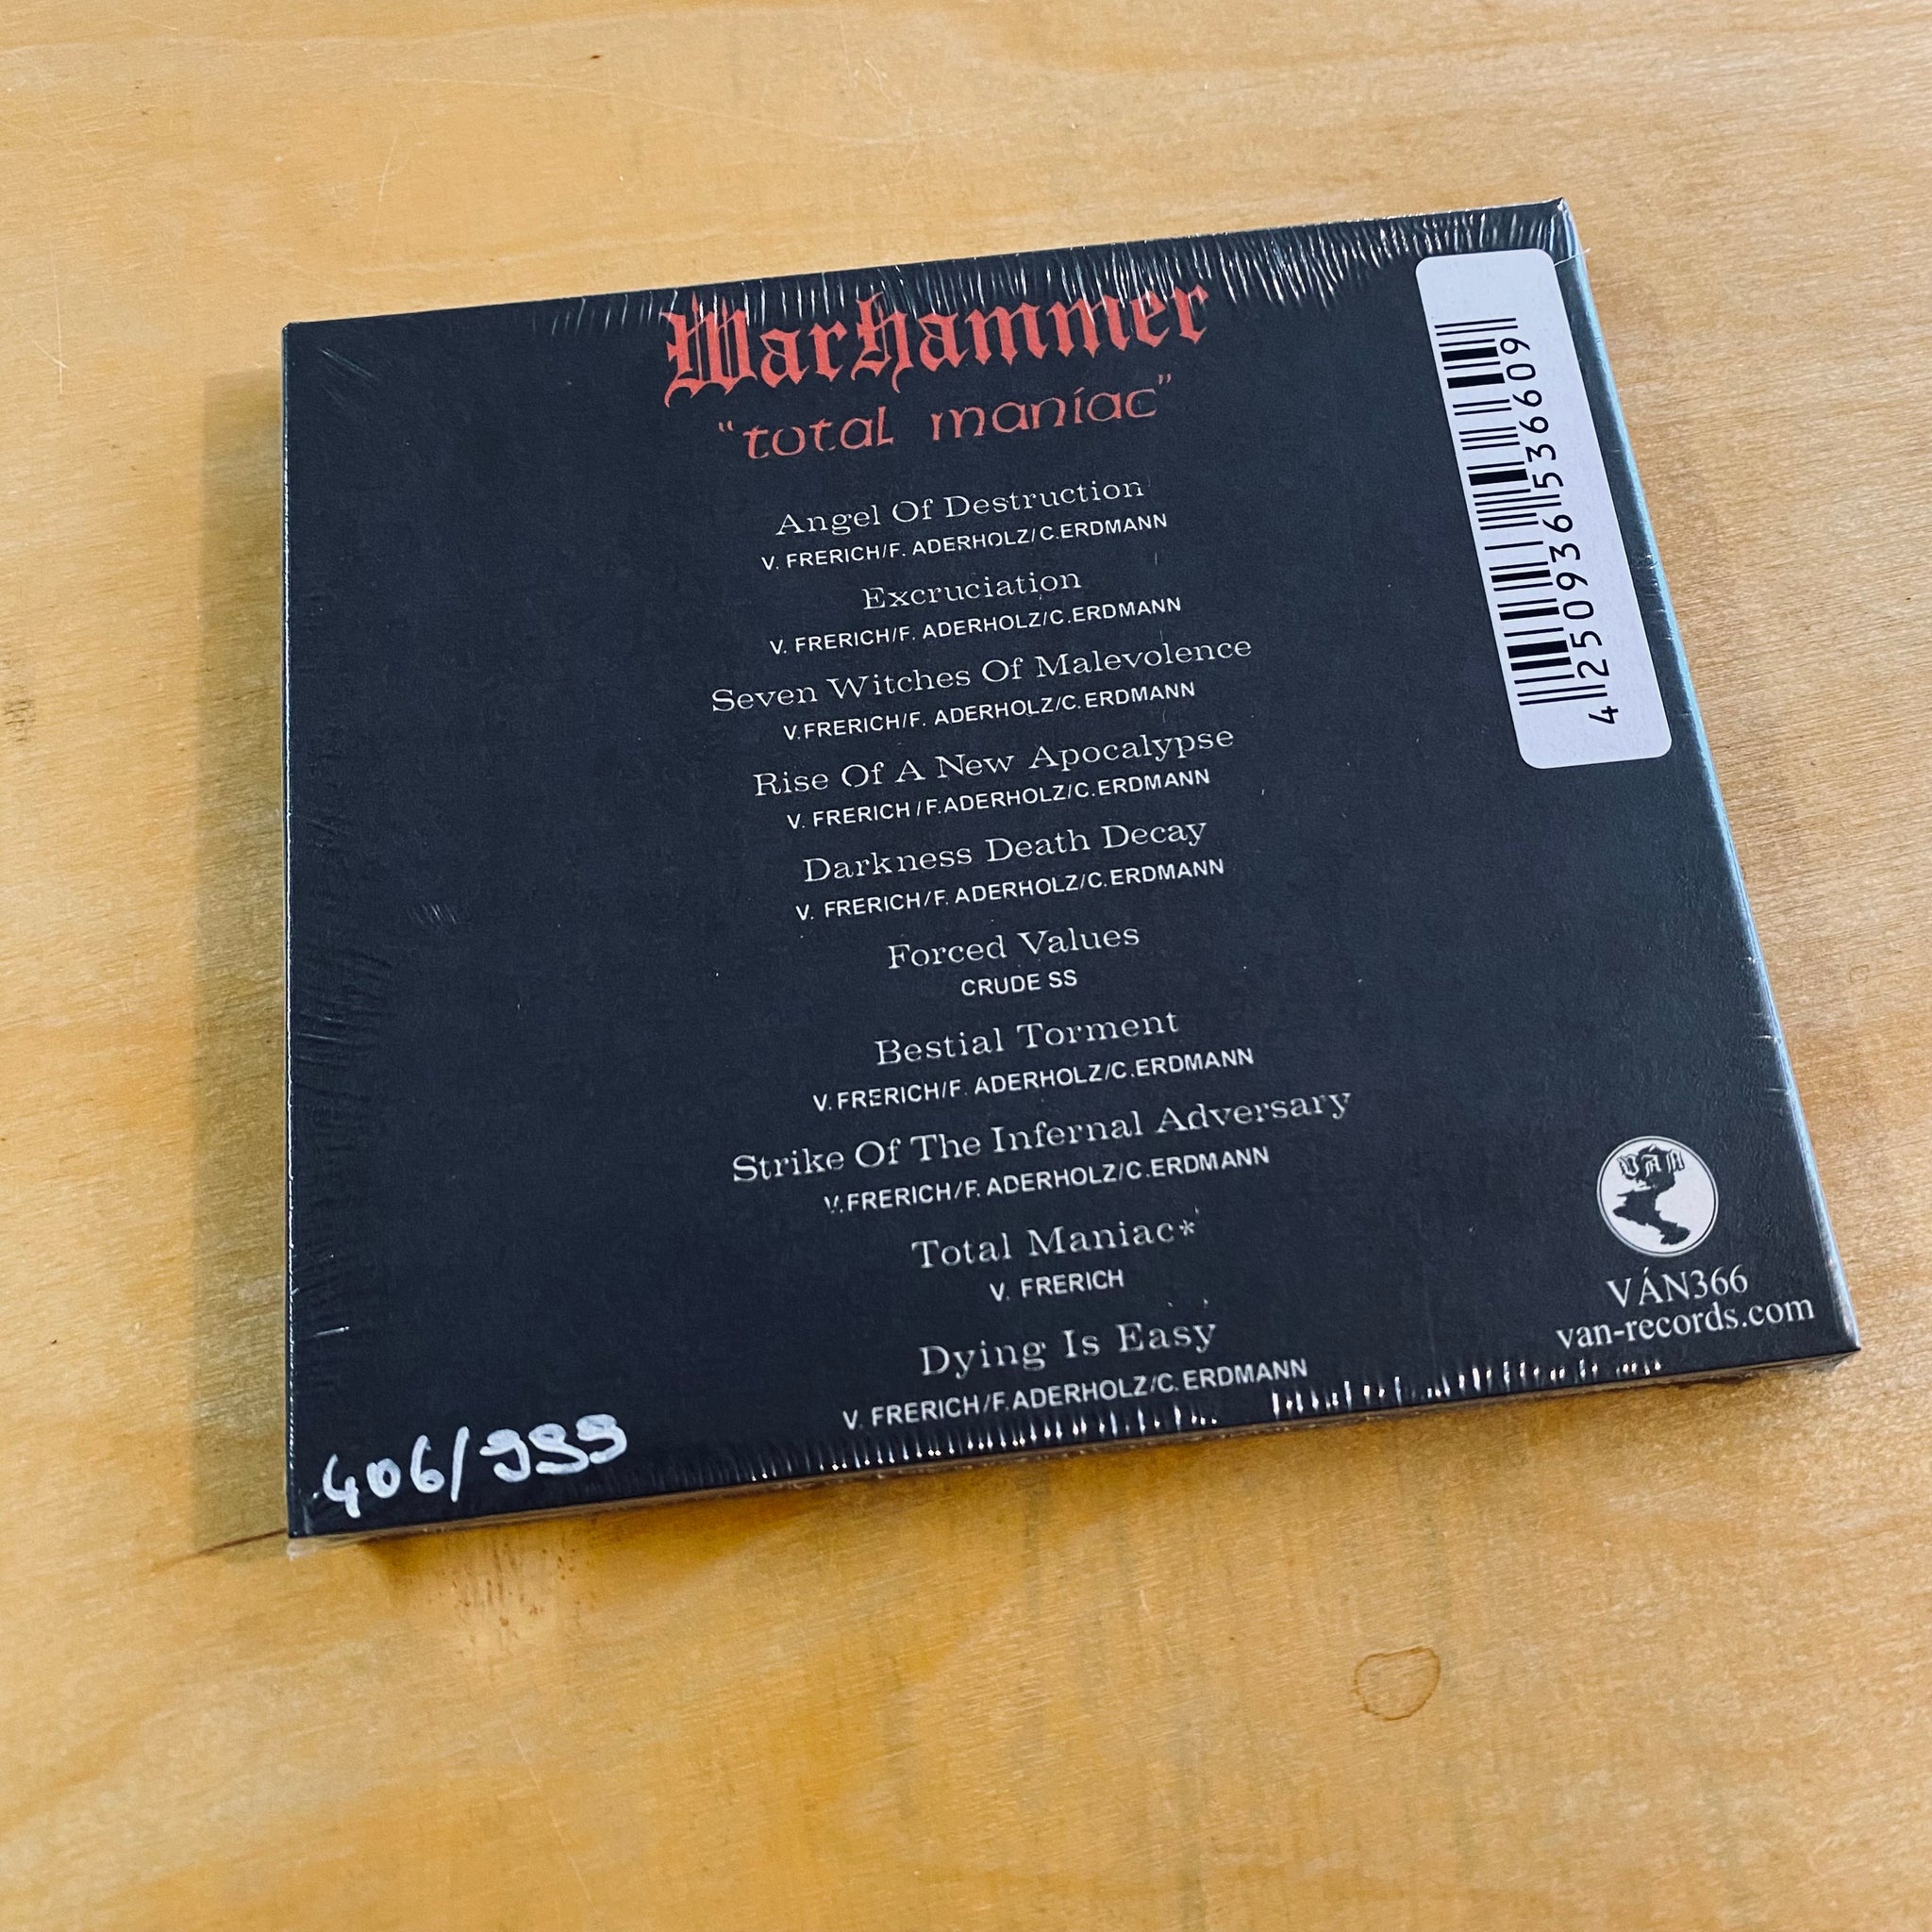 Warhammer
"total maniac"
Angel Of Destruction
V. FRERICH/F. ADERHOLZ/C.ERDMANN
Excruciation
V. FRERICH/F. ADERHOLZ/C.ERDMANN
Seven Witches Of Malevolence
V.FRERICH/F. ADERHOLZ/C.ERDMANN
Rise Of A New Apocalypse
V. FRERICH / F.ADERHOLZ/C.ERDMANN
Darkness Death Decay
V. FRERICH/F. ADERHOLZ/C.ERDMANN
Forced Values
CRUDE SS
Bestial Torment
V.FRERICH/F. ADERHOLZ/C.ERDMANN
Strike Of The Infernal Adversary
V.FRERICH/F. ADERHOLZ/C.ERDMANN
Total Maniac*
V. FRERICH
Dying Is Easy
V. FRERICH/F.ADERHOLZ/C. ERDMANN
406/999
4 250936 536609
VÁN
VÁN366
van-records.com